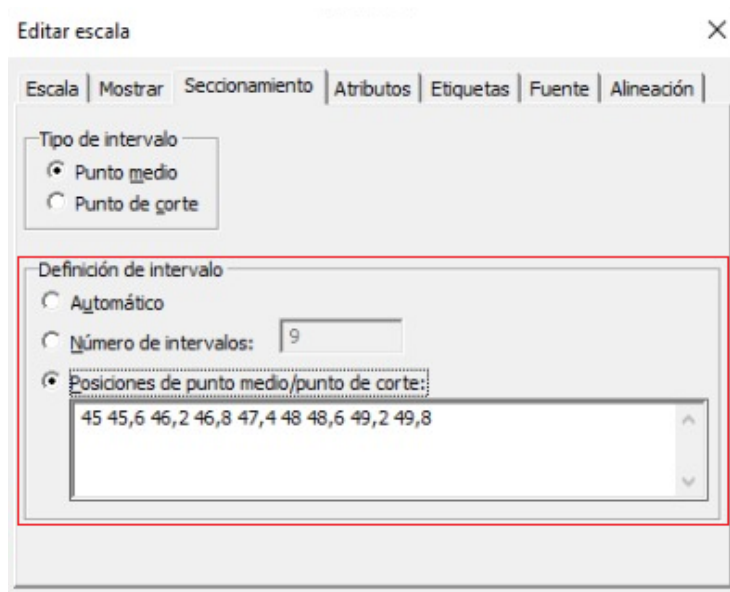 Editar escala
Escala Mostrar Seccionamiento Atributos Etiquetas Fuente Alineación
Tipo de intervalo
Punto medio
Punto de corte
Definición de intervalo
Automático
Número de intervalos: 9
Posiciones de punto medio/punto de corte:
45 45,6 46,2 46,8 47,4 48 48,6 49,2 49,8